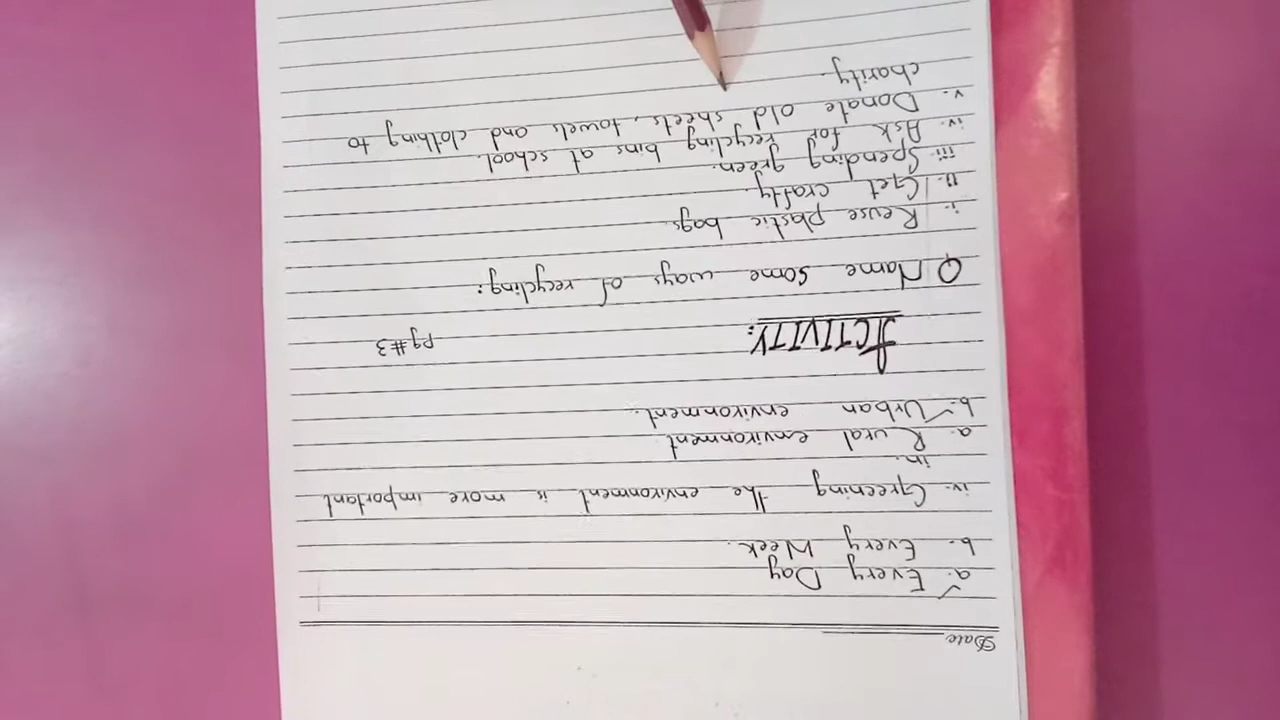 Date
✓
a. Every Day
b. Every Week.
iv. Greening the environment is more important
in.
a. Rural environment
b. ✓ Urban environment.
ACTIVITY: Pg#3
Q Name some ways of recycling:
i. Reuse plastic bags
ii. Get crafty.
iii. Spending green.
iv. Ask for recycling bins at school.
v. Donate old sheets, towels and clothing to
charity.